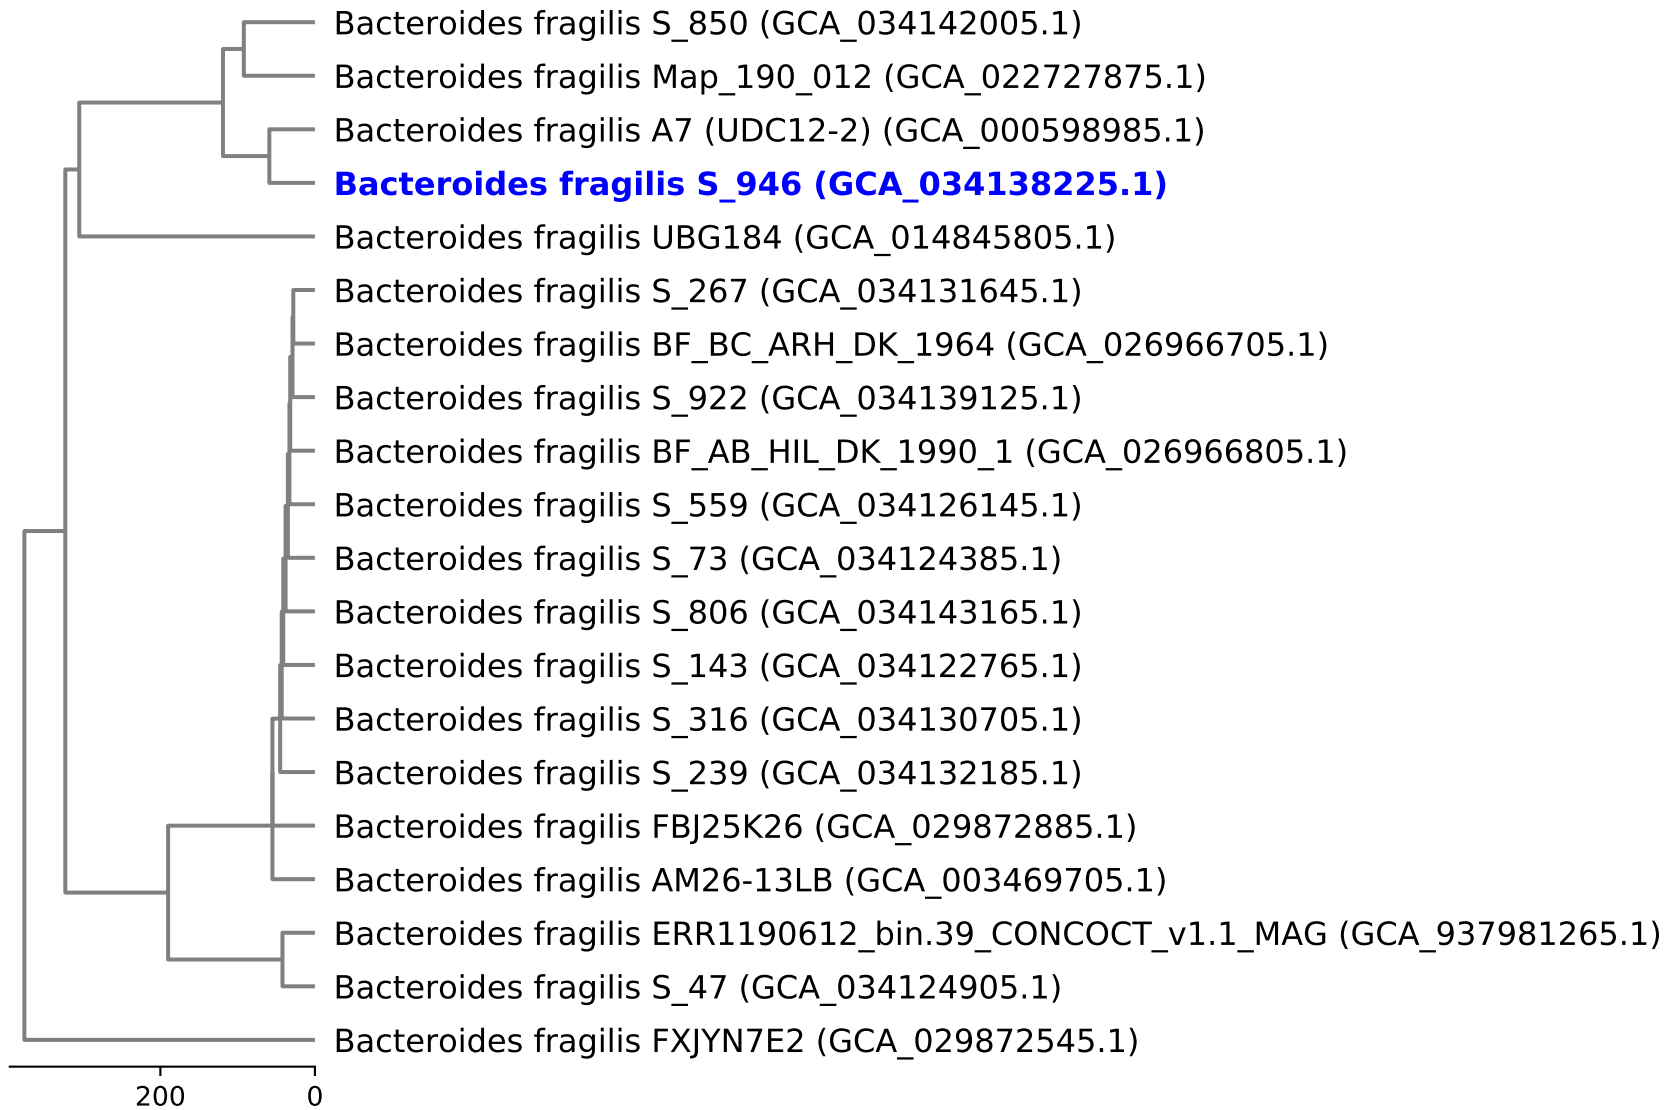 Bacteroides fragilis S_850 (GCA_034142005.1)
Bacteroides fragilis Map_190_012 (GCA_022727875.1)
Bacteroides fragilis A7 (UDC12-2) (GCA_000598985.1)
Bacteroides fragilis S_946 (GCA_034138225.1)
Bacteroides fragilis UBG184 (GCA_014845805.1)
Bacteroides fragilis S_267 (GCA_034131645.1)
Bacteroides fragilis BF_BC_ARH_DK_1964 (GCA_026966705.1)
Bacteroides fragilis S_922 (GCA_034139125.1)
Bacteroides fragilis BF_AB_HIL_DK_1990_1 (GCA_026966805.1)
Bacteroides fragilis S_559 (GCA_034126145.1)
Bacteroides fragilis S_73 (GCA_034124385.1)
Bacteroides fragilis S_806 (GCA_034143165.1)
Bacteroides fragilis S_143 (GCA_034122765.1)
Bacteroides fragilis S_316 (GCA_034130705.1)
Bacteroides fragilis S_239 (GCA_034132185.1)
Bacteroides fragilis FBJ25K26 (GCA_029872885.1)
Bacteroides fragilis AM26-13LB (GCA_003469705.1)
Bacteroides fragilis ERR1190612_bin.39_CONCOCT_v1.1_MAG (GCA_937981265.1)
Bacteroides fragilis S_47 (GCA_034124905.1)
Bacteroides fragilis FXJYN7E2 (GCA_029872545.1)
200 0